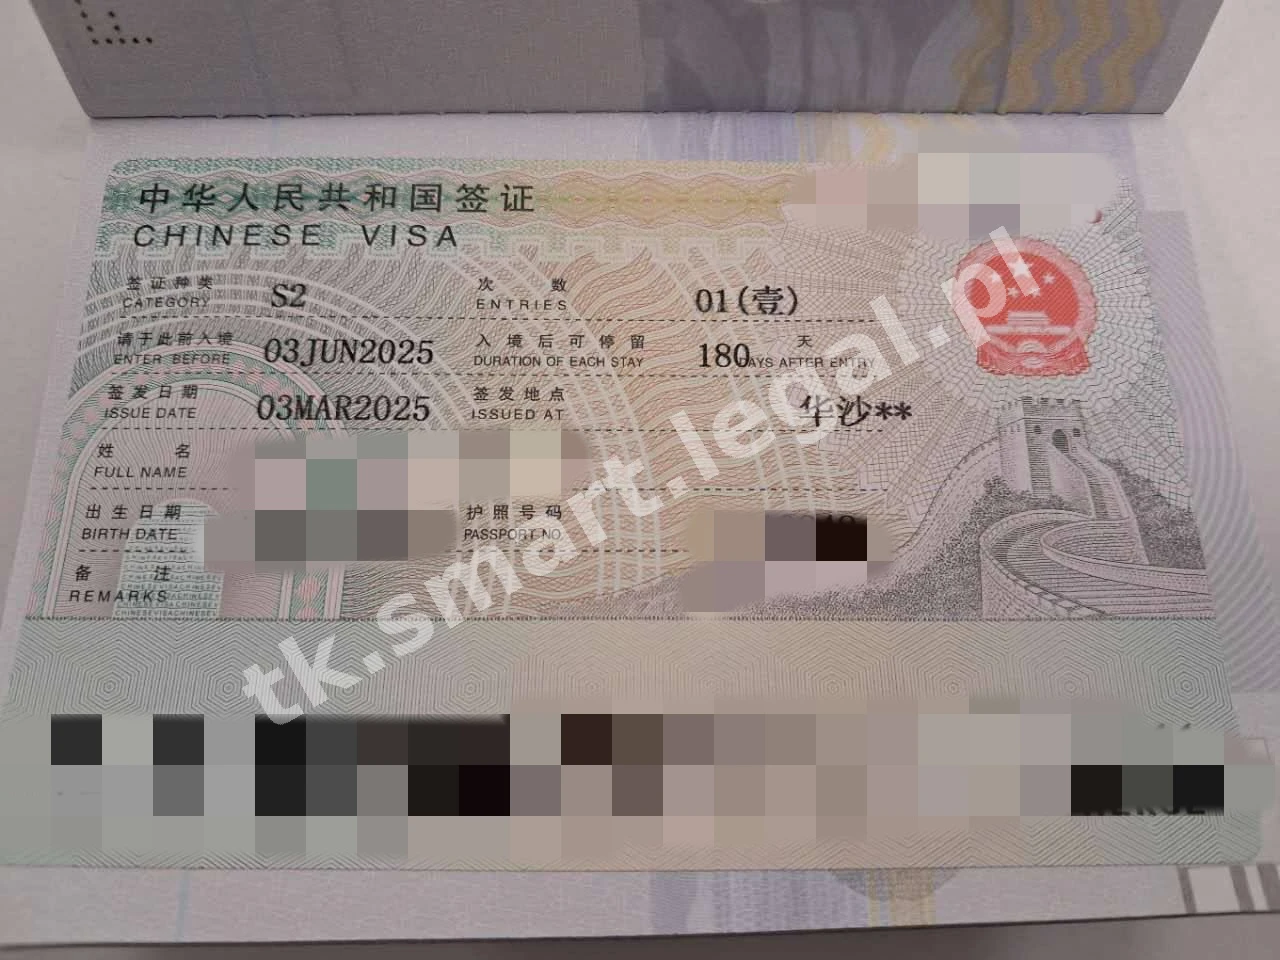 中华人民共和国签证
CHINESE VISA
签证种类
CATEGORY
S2
次数
ENTRIES
01(壹)
请于此前入境
ENTER BEFORE
03JUN2025
入境后可停留
DURATION OF EACH STAY
180
天
DAYS AFTER ENTRY
签发日期
ISSUE DATE
03MAR2025
签发地点
ISSUED AT
华沙**
姓名
FULL NAME
出生日期
BIRTH DATE
护照号码
PASSPORT NO.
备注
REMARKS
tk.smart.legal.pl